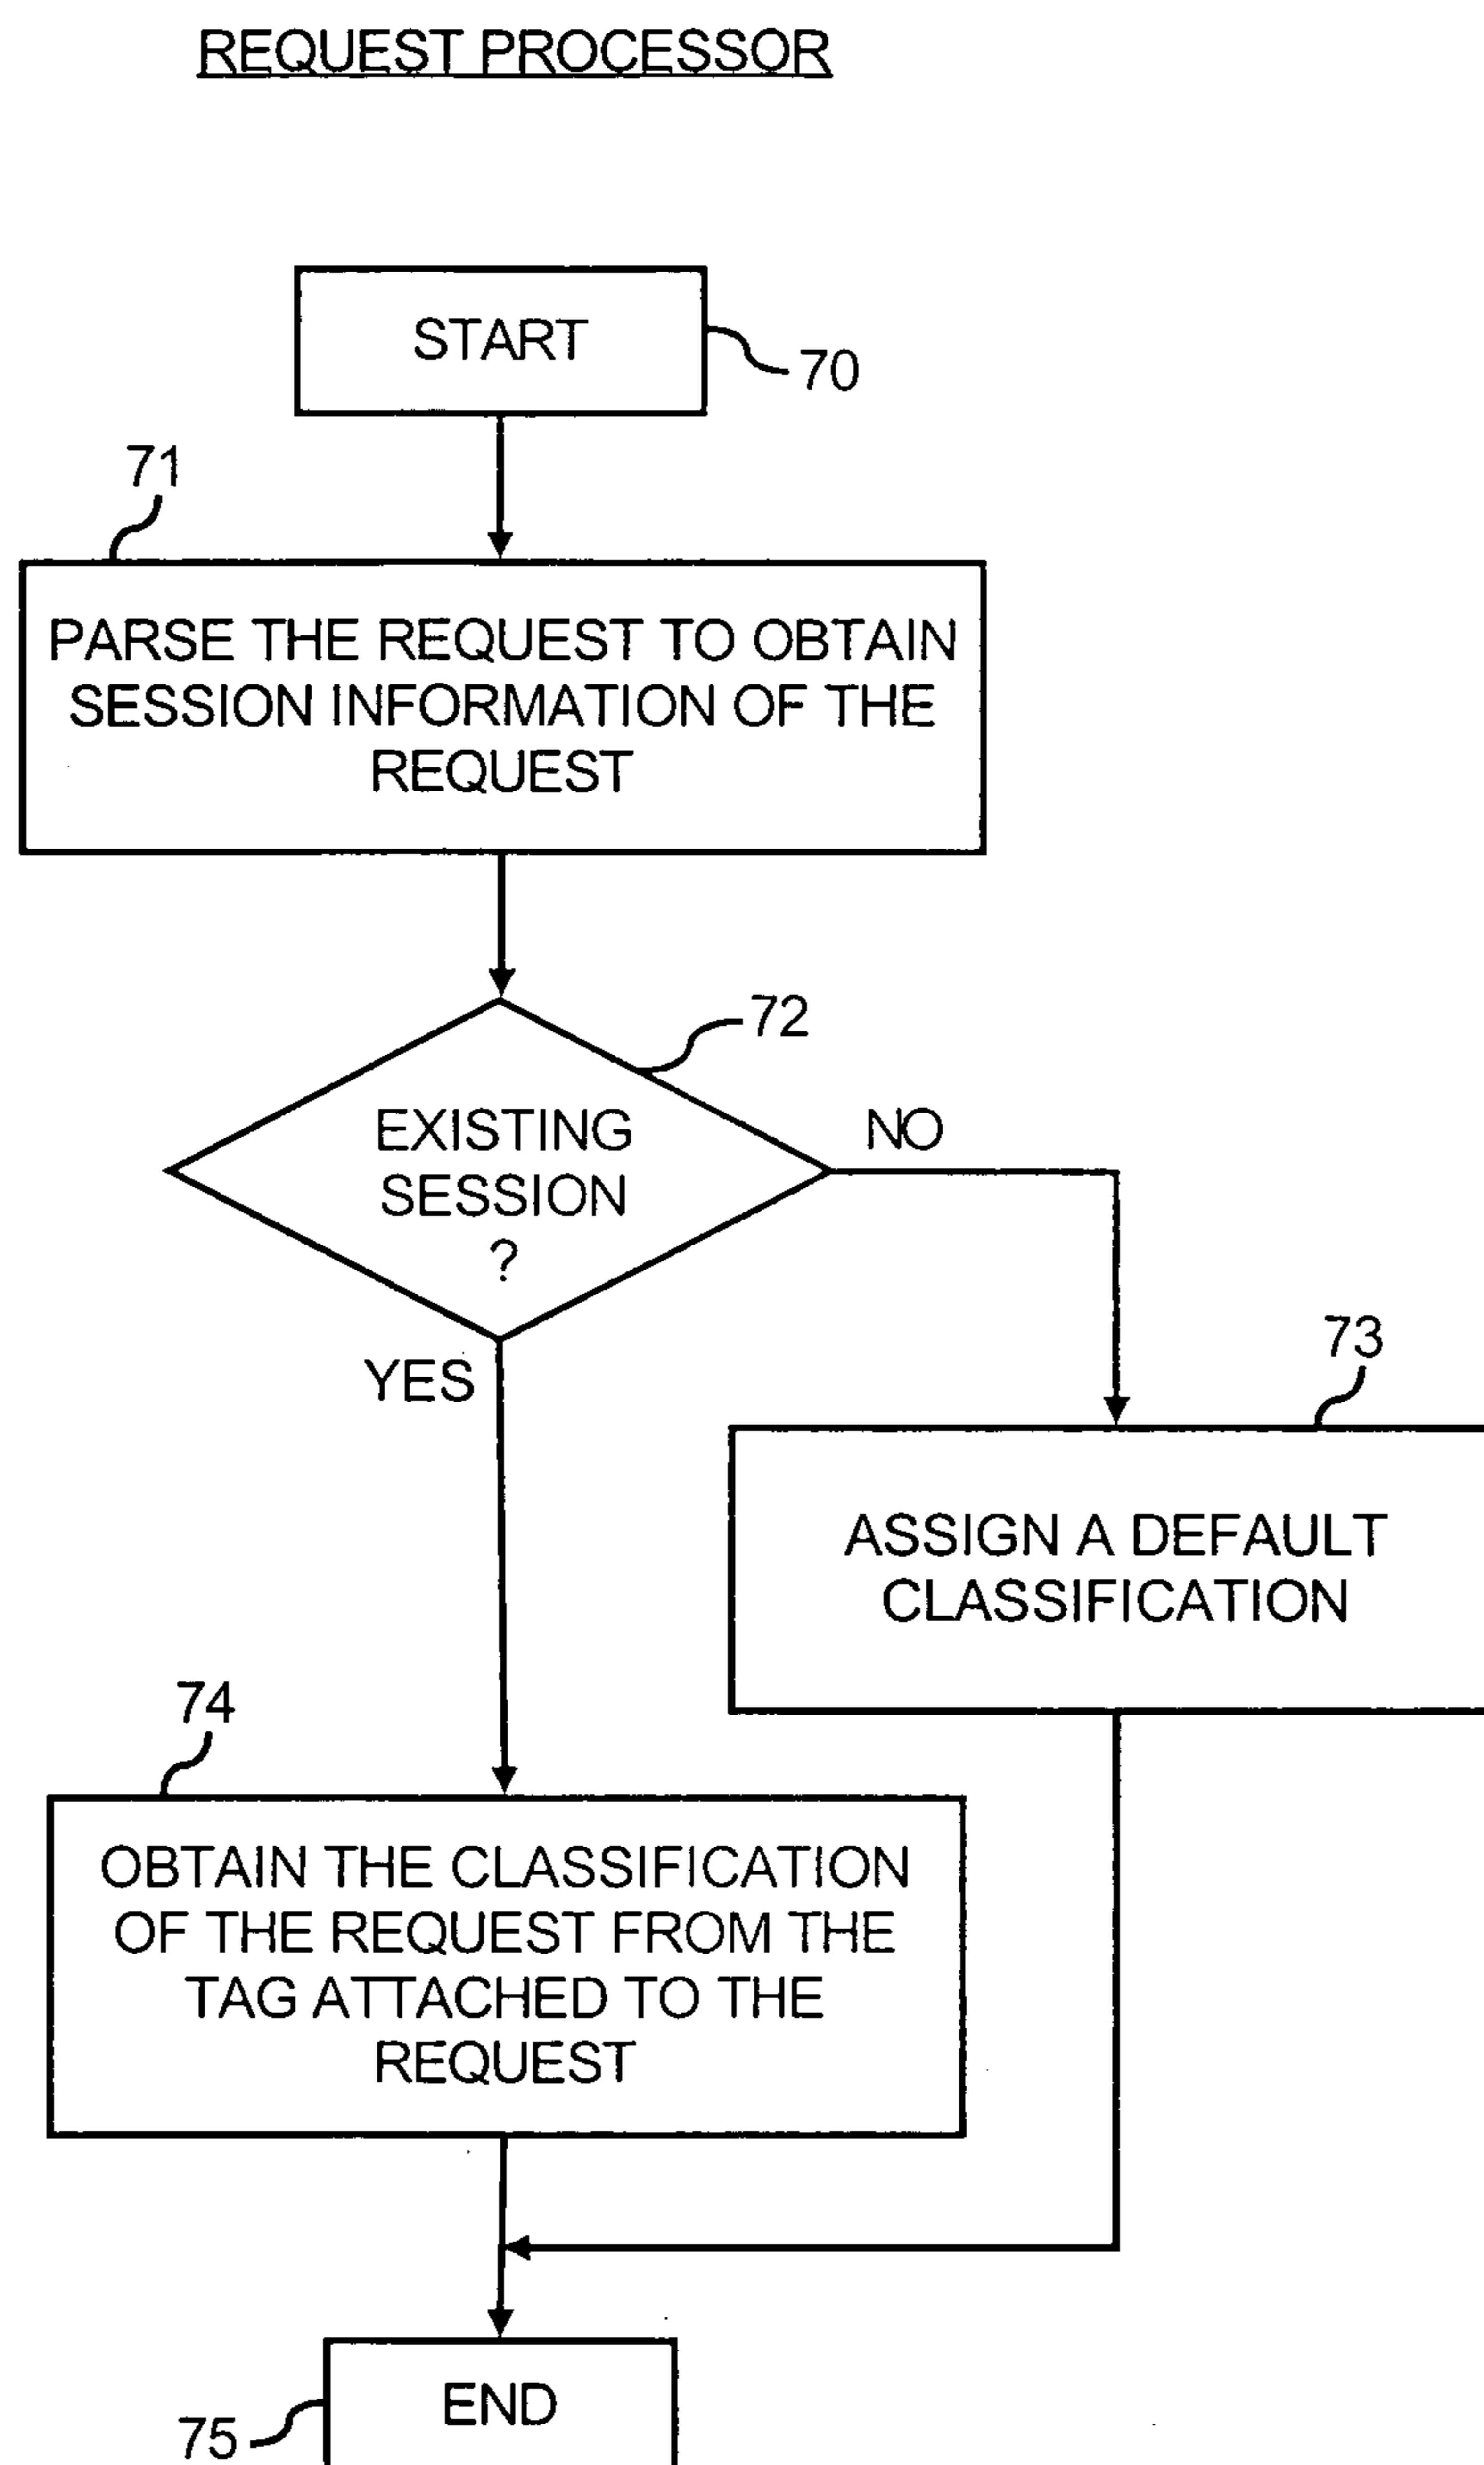 REQUEST PROCESSOR
START
70
71
PARSE THE REQUEST TO OBTAIN
SESSION INFORMATION OF THE
REQUEST
72
EXISTING
SESSION
?
NO
YES
73
ASSIGN A DEFAULT
CLASSIFICATION
74
OBTAIN THE CLASSIFICATION
OF THE REQUEST FROM THE
TAG ATTACHED TO THE
REQUEST
END
75